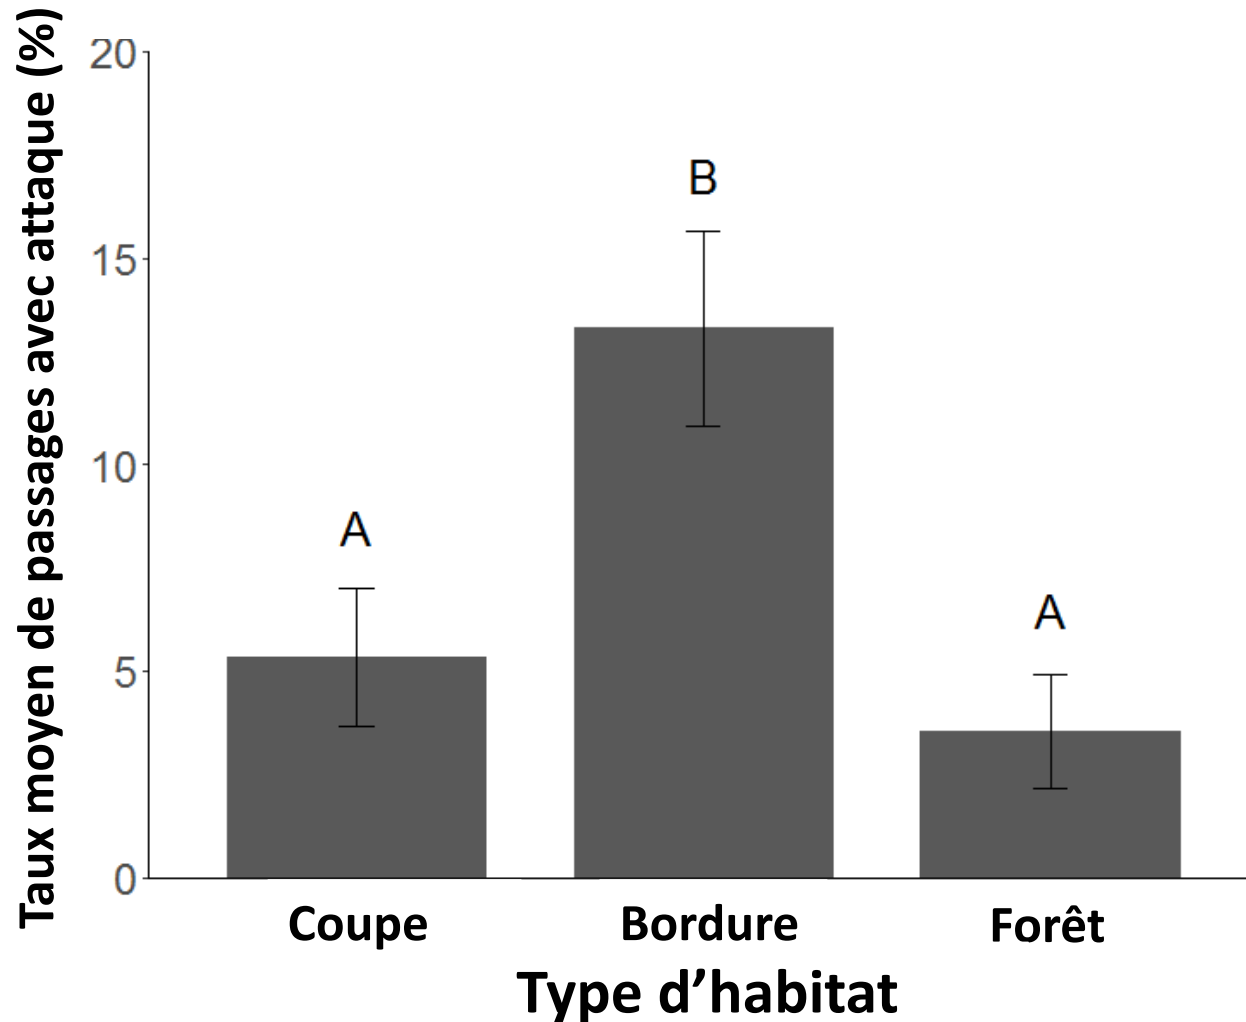 Taux moyen de passages avec attaque (%)
20
15
10
5
0
A
B
A
Coupe
Bordure
Forêt
Type d’habitat